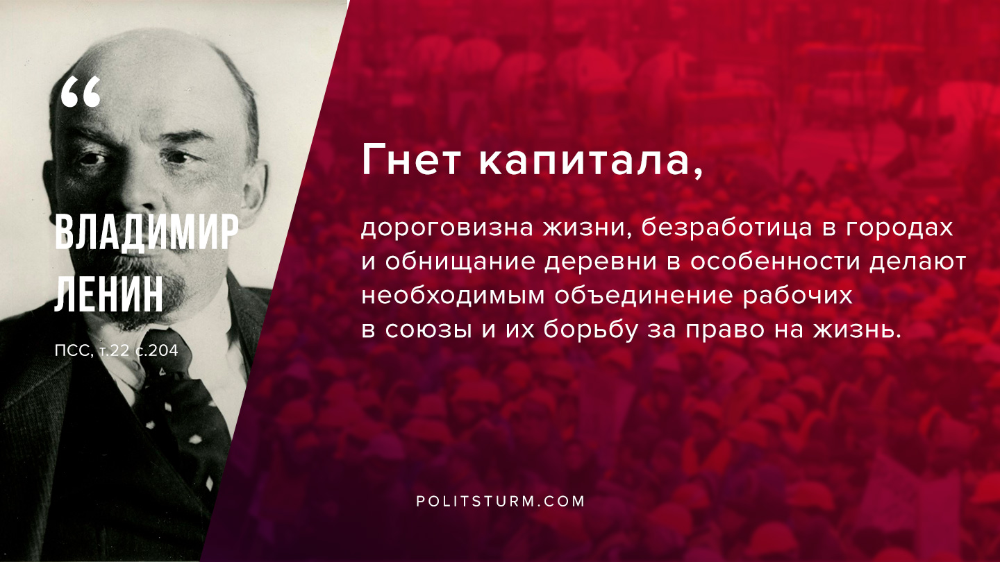 “
ВЛАДИМИР
ЛЕНИН
ПСС, т.22 с.204
Гнет капитала,
дороговизна жизни, безработица в городах
и обнищание деревни в особенности делают
необходимым объединение рабочих
в союзы и их борьбу за право на жизнь.
POLITSTURM.COM